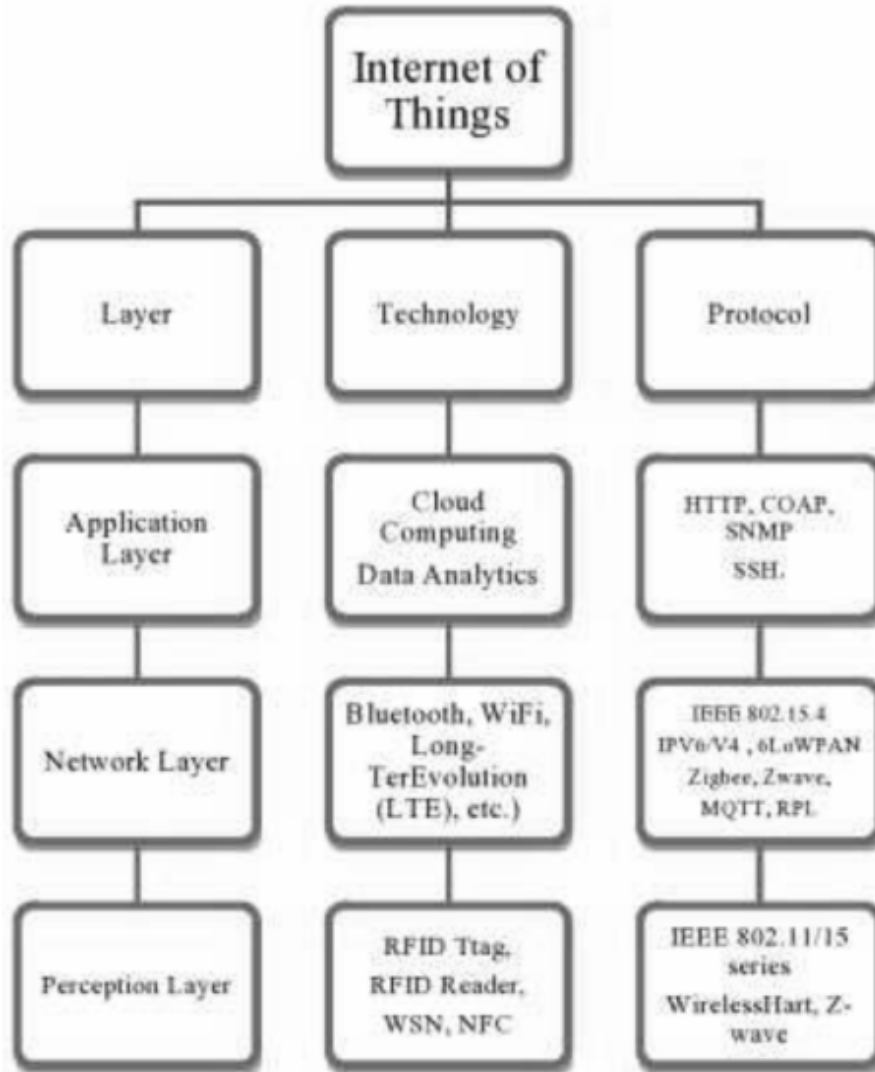 Internet of
Things
Layer
Technology
Protocol
Application
Layer
Cloud
Computing
Data Analytics
HTTP, COAP,
SNMP
SSH.
Network Layer
Bluetooth, WiFi,
Long-
TerEvolution
(LTE), etc.)
IEEE 802.15.4
IPV6/V4 , 6LoWPAN
Zigbee, Zwave,
MQTT, RPL
Perception Layer
RFID Ttag,
RFID Reader,
WSN, NFC
IEEE 802.11/15
series
WirelessHart, Z-
wave